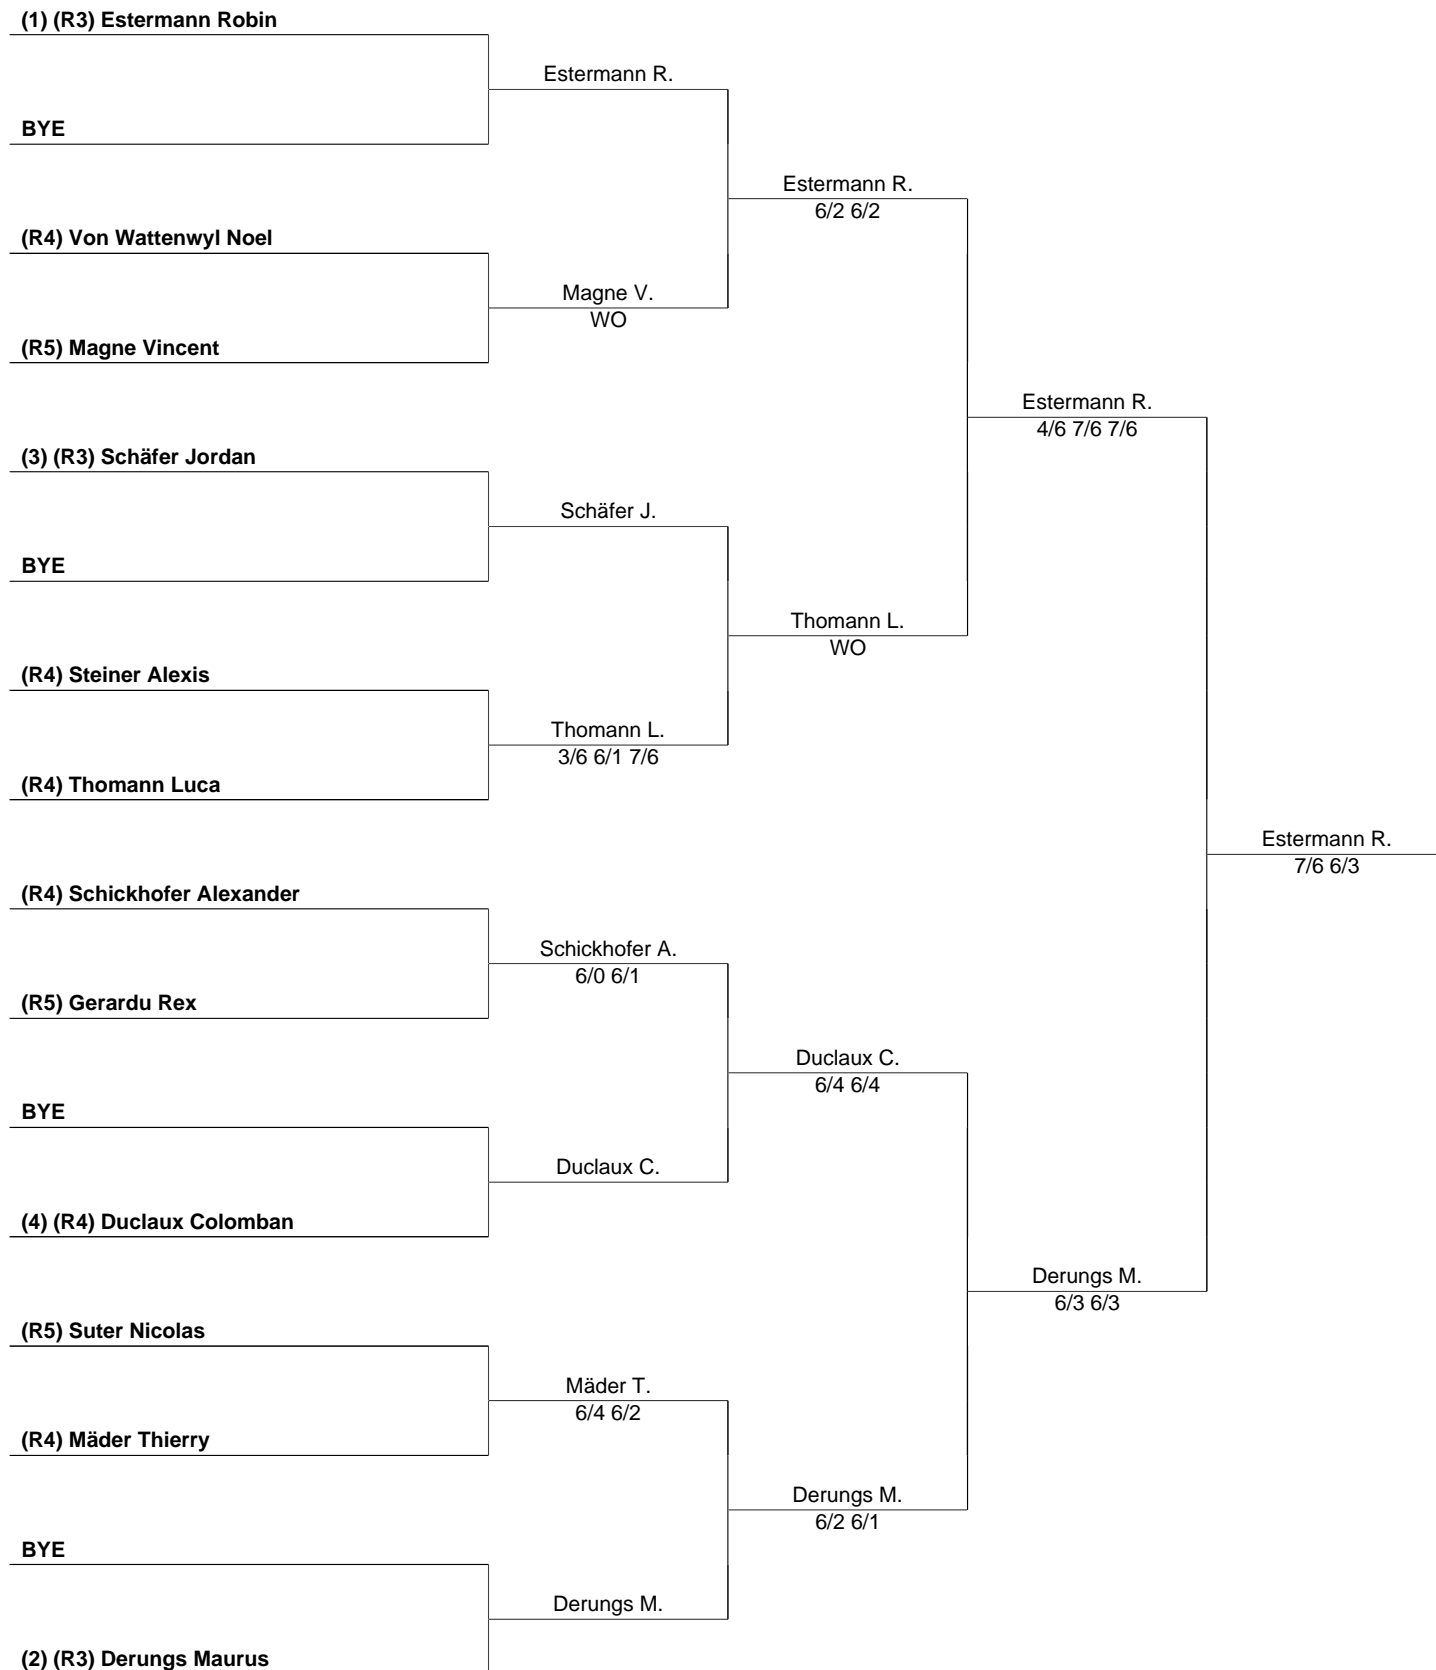 (1) (R3) Estermann Robin
Estermann R.
BYE
Estermann R.
6/2 6/2
(R4) Von Wattenwyl Noel
Magne V.
WO
(R5) Magne Vincent
Estermann R.
4/6 7/6 7/6
(3) (R3) Schäfer Jordan
Schäfer J.
BYE
Thomann L.
WO
(R4) Steiner Alexis
Thomann L.
3/6 6/1 7/6
(R4) Thomann Luca
Estermann R.
7/6 6/3
(R4) Schickhofer Alexander
Schickhofer A.
6/0 6/1
(R5) Gerardu Rex
Duclaux C.
6/4 6/4
BYE
Duclaux C.
(4) (R4) Duclaux Colomban
Derungs M.
6/3 6/3
(R5) Suter Nicolas
Mäder T.
6/4 6/2
(R4) Mäder Thierry
Derungs M.
6/2 6/1
BYE
Derungs M.
(2) (R3) Derungs Maurus